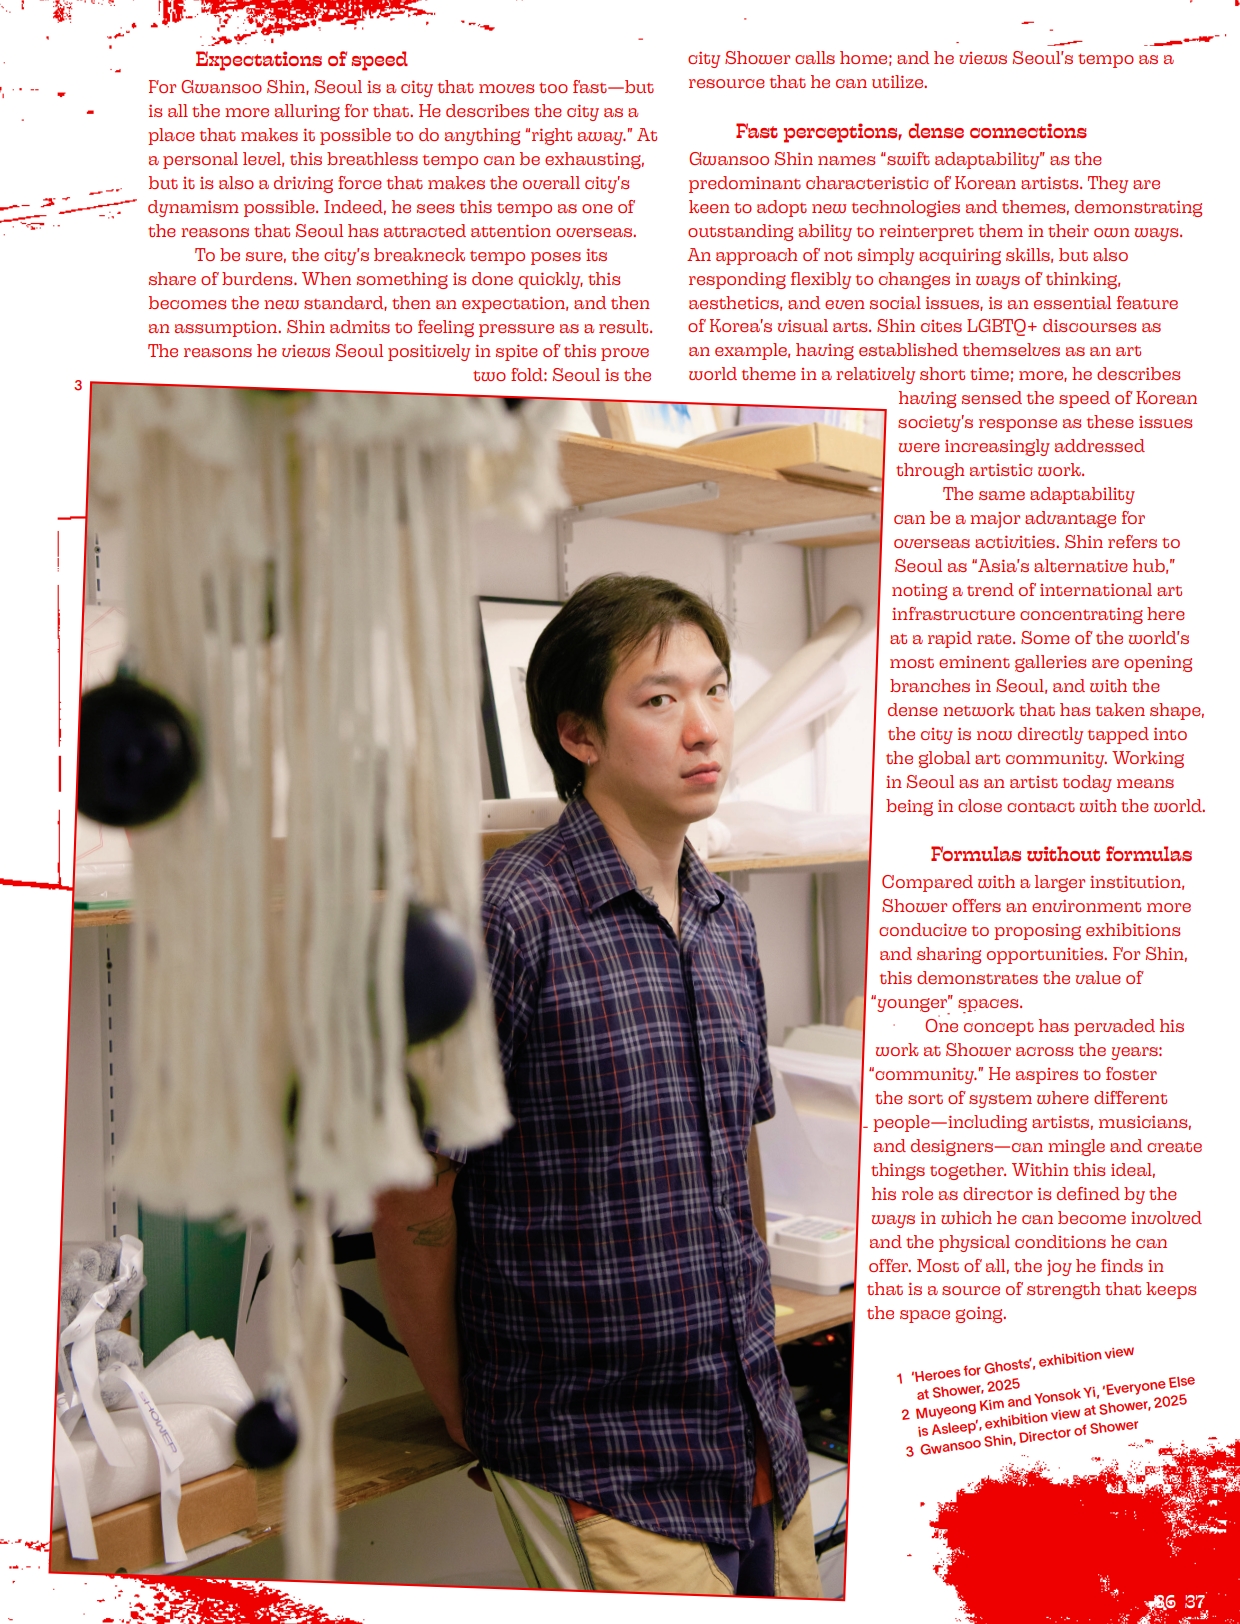 Expectations of speed
For Gwansoo Shin, Seoul is a city that moves too fast—but
is all the more alluring for that. He describes the city as a
place that makes it possible to do anything “right away.” At
a personal level, this breathless tempo can be exhausting,
but it is also a driving force that makes the overall city’s
dynamism possible. Indeed, he sees this tempo as one of
the reasons that Seoul has attracted attention overseas.
To be sure, the city’s breakneck tempo poses its
share of burdens. When something is done quickly, this
becomes the new standard, then an expectation, and then
an assumption. Shin admits to feeling pressure as a result.
The reasons he views Seoul positively in spite of this prove
two fold: Seoul is the
city Shower calls home; and he views Seoul’s tempo as a
resource that he can utilize.
Fast perceptions, dense connections
Gwansoo Shin names “swift adaptability” as the
predominant characteristic of Korean artists. They are
keen to adopt new technologies and themes, demonstrating
outstanding ability to reinterpret them in their own ways.
An approach of not simply acquiring skills, but also
responding flexibly to changes in ways of thinking,
aesthetics, and even social issues, is an essential feature
of Korea’s visual arts. Shin cites LGBTQ+ discourses as
an example, having established themselves as an art
world theme in a relatively short time; more, he describes
having sensed the speed of Korean
society’s response as these issues
were increasingly addressed
through artistic work.
The same adaptability
can be a major advantage for
overseas activities. Shin refers to
Seoul as “Asia’s alternative hub,”
noting a trend of international art
infrastructure concentrating here
at a rapid rate. Some of the world’s
most eminent galleries are opening
branches in Seoul, and with the
dense network that has taken shape,
the city is now directly tapped into
the global art community. Working
in Seoul as an artist today means
being in close contact with the world.
Formulas without formulas
Compared with a larger institution,
Shower offers an environment more
conducive to proposing exhibitions
and sharing opportunities. For Shin,
this demonstrates the value of
“younger” spaces.
One concept has pervaded his
work at Shower across the years:
“community.” He aspires to foster
the sort of system where different
people—including artists, musicians,
and designers—can mingle and create
things together. Within this ideal,
his role as director is defined by the
ways in which he can become involved
and the physical conditions he can
offer. Most of all, the joy he finds in
that is a source of strength that keeps
the space going.
3
SHOWER
1 ‘Heroes for Ghosts’, exhibition view
at Shower, 2025
2 Muyeong Kim and Yonsok Yi, ‘Everyone Else
is Asleep’, exhibition view at Shower, 2025
3 Gwansoo Shin, Director of Shower
36 37